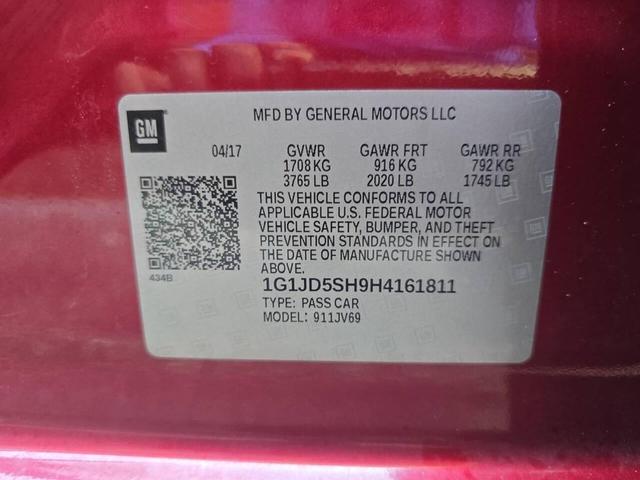 GM
MFD BY GENERAL MOTORS LLC
04/17 GVWR GAWR FRT GAWR RR
1708 KG 916 KG 792 KG
3765 LB 2020 LB 1745 LB
THIS VEHICLE CONFORMS TO ALL
APPLICABLE U.S. FEDERAL MOTOR
VEHICLE SAFETY, BUMPER, AND THEFT
PREVENTION STANDARDS IN EFFECT ON
THE DATE OF MANUFACTURE SHOWN
ABOVE.
434B
1G1JD5SH9H4161811
TYPE: PASS CAR
MODEL: 911JV69